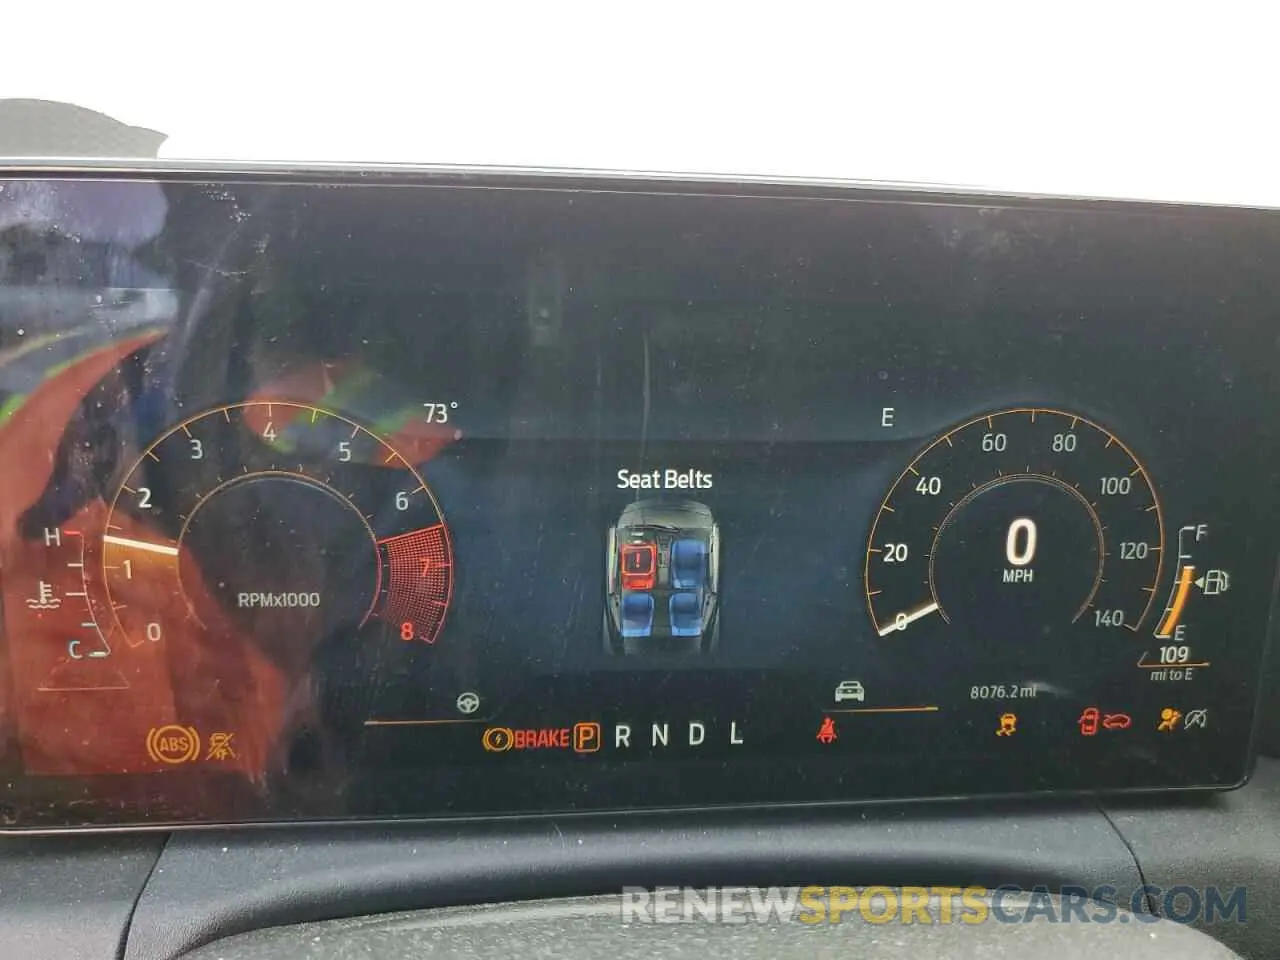 73°
E
3
4
5
2
6
1
7
0
8
RPMx1000
H
C
Seat Belts
!
60
80
40
100
20
120
0
140
0
MPH
F
E
109
mi to E
8076.2 mi
ABS
BRAKE P R N D L
RENEWSPORTSCARS.COM